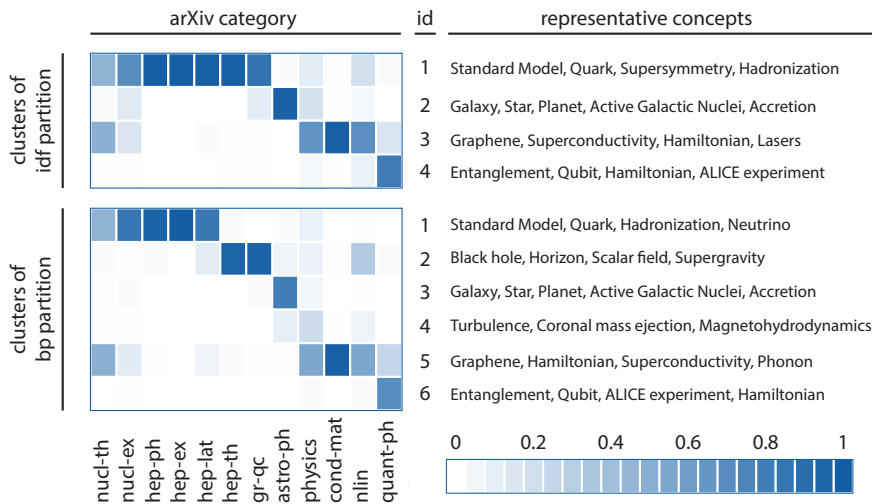 arXiv category id representative concepts
clusters of
idf partition
1 Standard Model, Quark, Supersymmetry, Hadronization
2 Galaxy, Star, Planet, Active Galactic Nuclei, Accretion
3 Graphene, Superconductivity, Hamiltonian, Lasers
4 Entanglement, Qubit, Hamiltonian, ALICE experiment
clusters of
bp partition
1 Standard Model, Quark, Hadronization, Neutrino
2 Black hole, Horizon, Scalar field, Supergravity
3 Galaxy, Star, Planet, Active Galactic Nuclei, Accretion
4 Turbulence, Coronal mass ejection, Magnetohydrodynamics
5 Graphene, Hamiltonian, Superconductivity, Phonon
6 Entanglement, Qubit, ALICE experiment, Hamiltonian
nucl-th
nucl-ex
hep-ph
hep-ex
hep-lat
hep-th
gr-qc
astro-ph
physics
cond-mat
nlin
quant-ph
0 0.2 0.4 0.6 0.8 1